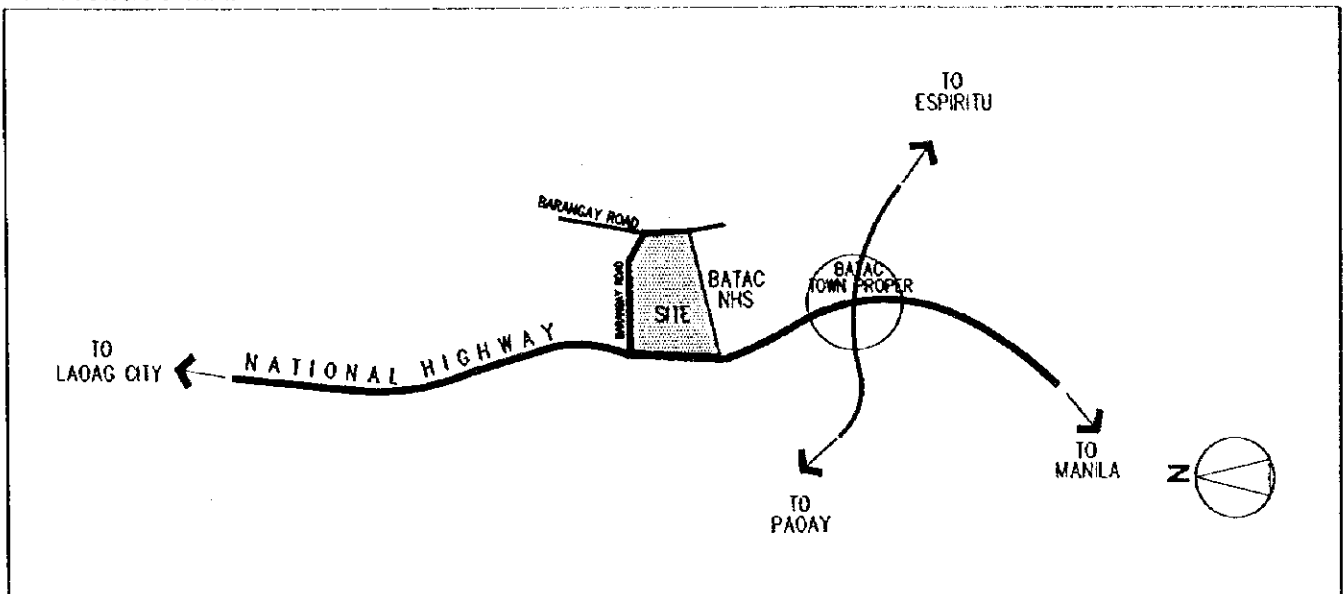 TO
ESPIRITU
BARANGAY ROAD
BARANGAY ROAD
BATAC
NHS
SITE
BATAC
TOWN PROPER
TO
LAOAG CITY
NATIONAL HIGHWAY
TO
MANILA
TO
PAOAY
N